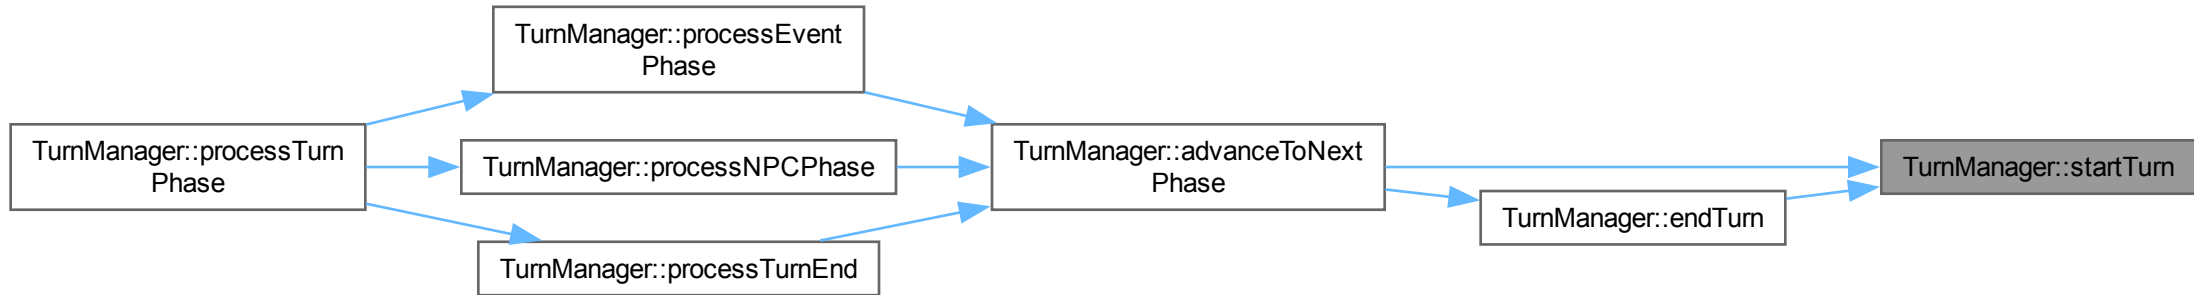 TurnManager::processTurn
Phase
TurnManager::processEvent
Phase
TurnManager::processNPCPhase
TurnManager::processTurnEnd
TurnManager::advanceToNext
Phase
TurnManager::endTurn
TurnManager::startTurn